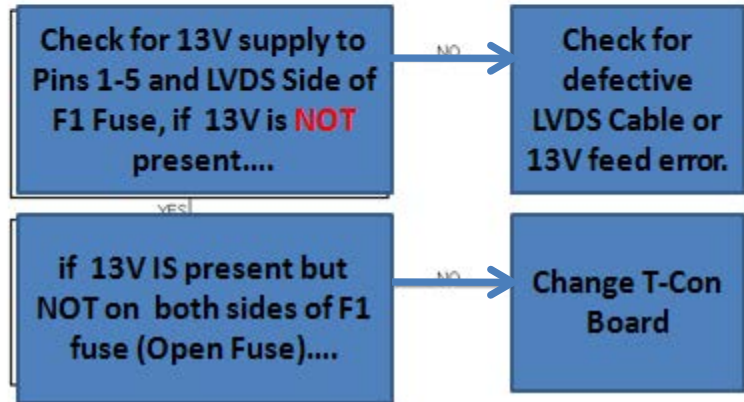 Check for 13V supply to
Pins 1-5 and LVDS Side of
F1 Fuse, if 13V is NOT
present....
NO
Check for
defective
LVDS Cable or
13V feed error.
YES
if 13V IS present but
NOT on both sides of F1
fuse (Open Fuse)....
NO
Change T-Con
Board